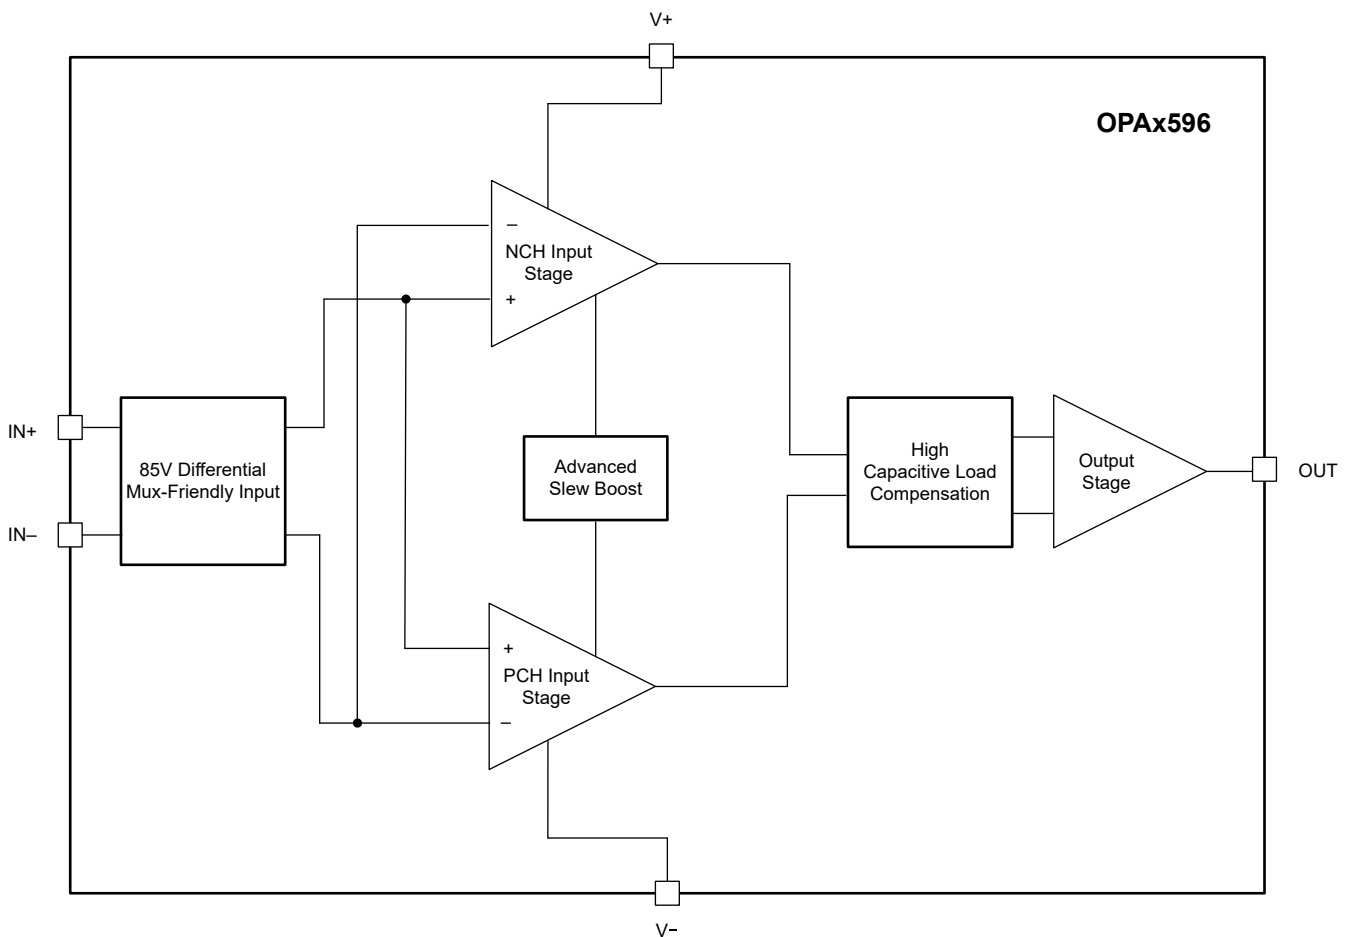 V+
OPAx596
–
NCH Input
Stage
+
IN+
85V Differential
Mux-Friendly Input
IN–
Advanced
Slew Boost
High
Capacitive Load
Compensation
Output
Stage
OUT
+
PCH Input
Stage
–
V–